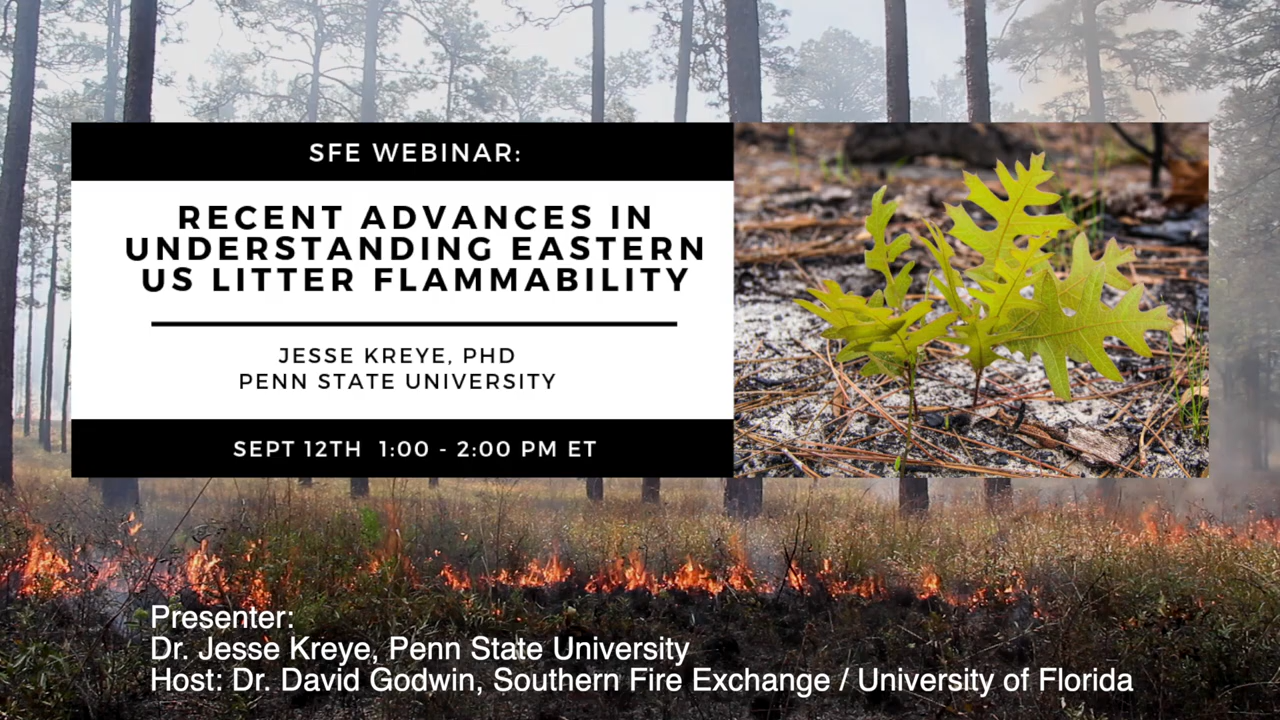 SFE WEBINAR:
RECENT ADVANCES IN
UNDERSTANDING EASTERN
US LITTER FLAMMABILITY
JESSE KREYE, PHD
PENN STATE UNIVERSITY
SEPT 12TH 1:00 - 2:00 PM ET
Presenter:
Dr. Jesse Kreye, Penn State University
Host: Dr. David Godwin, Southern Fire Exchange / University of Florida